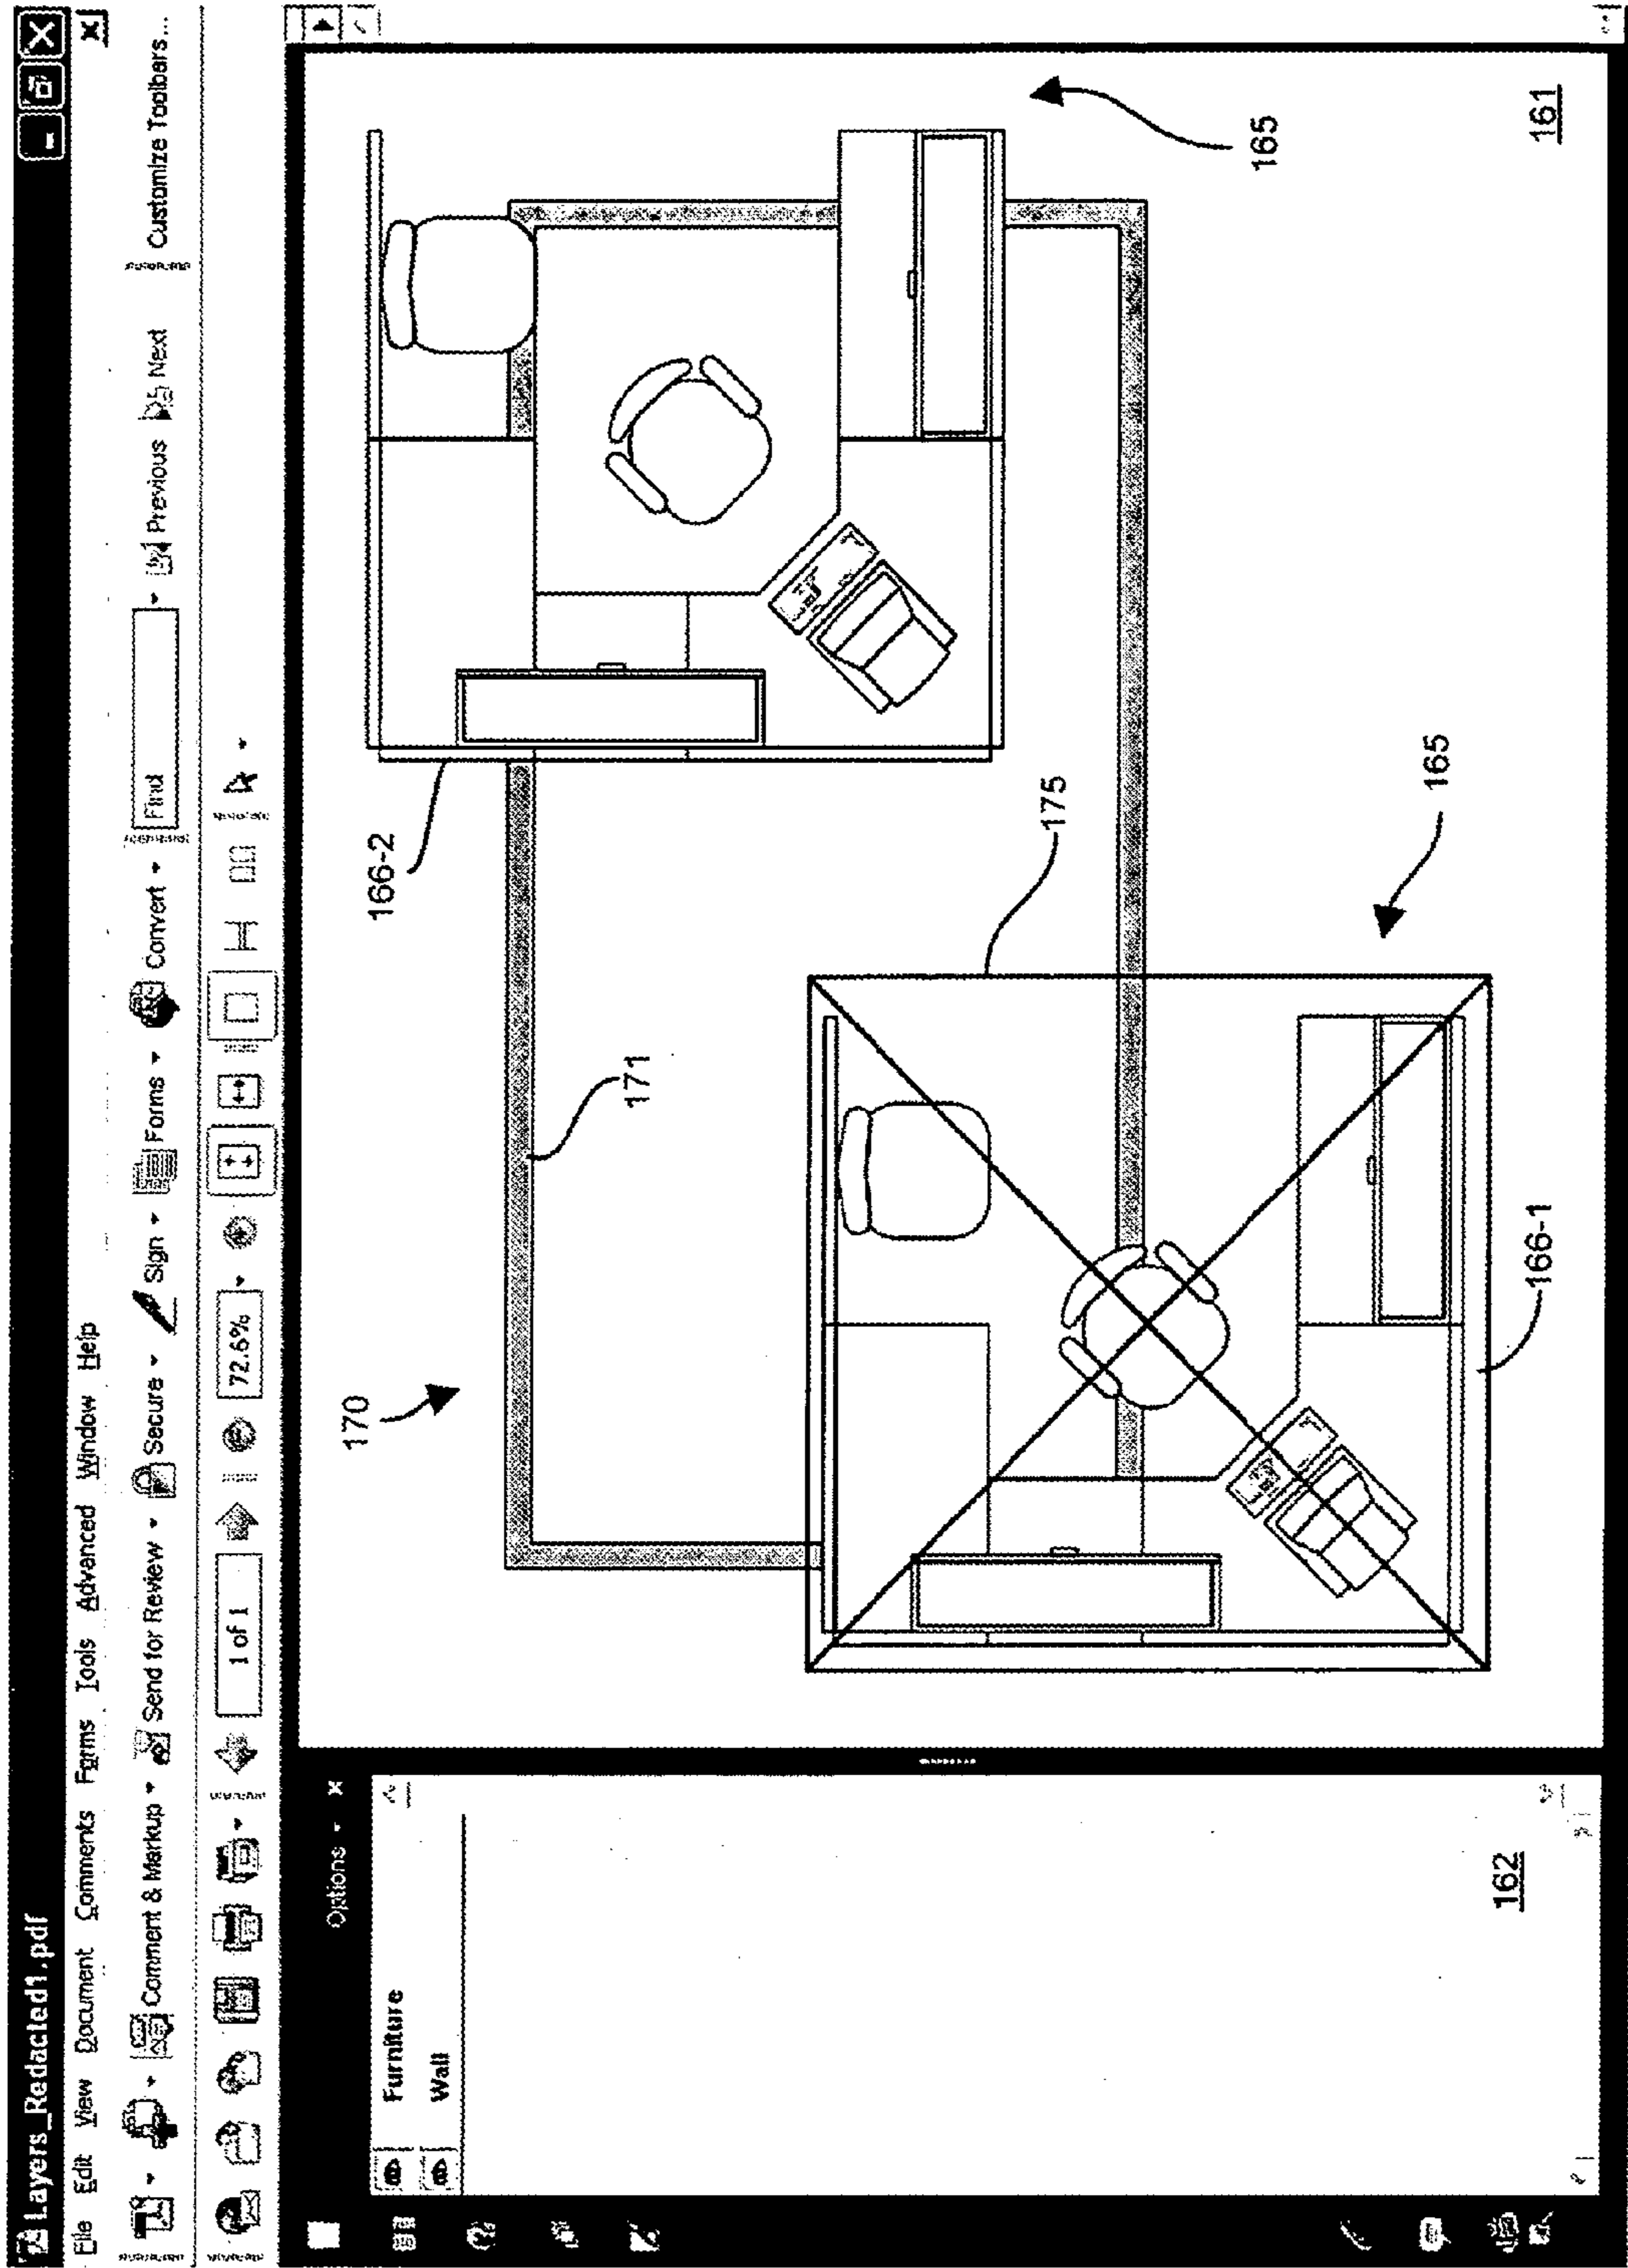 Layers_Redacted1.pdf
File Edit View Document Comments Forms Tools Advanced Window Help
Comment & Markup Send for Review Secure Sign Forms Convert Find Previous Next Customize Toolbars...
1 of 1 72.6%
Options
Furniture
Wall
162
170
171
166-2
175
165
165
166-1
161